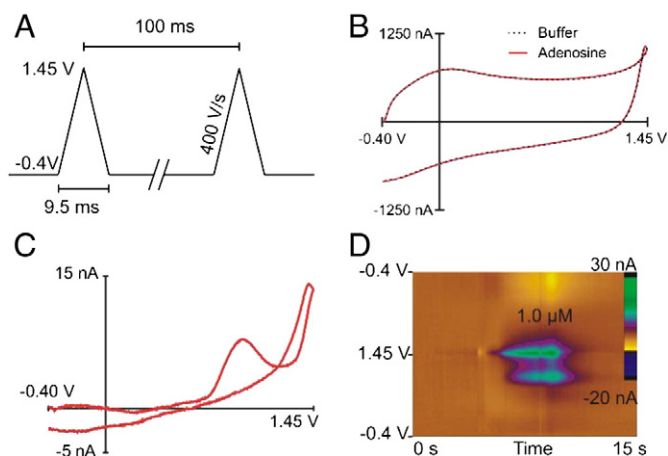 A
100 ms
1.45 V
400 V/s
-0.4V
9.5 ms
B
1250 nA
Buffer
Adenosine
-0.40 V
1.45 V
-1250 nA
C
15 nA
-0.40 V
1.45 V
-5 nA
D
-0.4 V
30 nA
1.0 µM
1.45 V
-20 nA
-0.4 V
0 s
Time
15 s